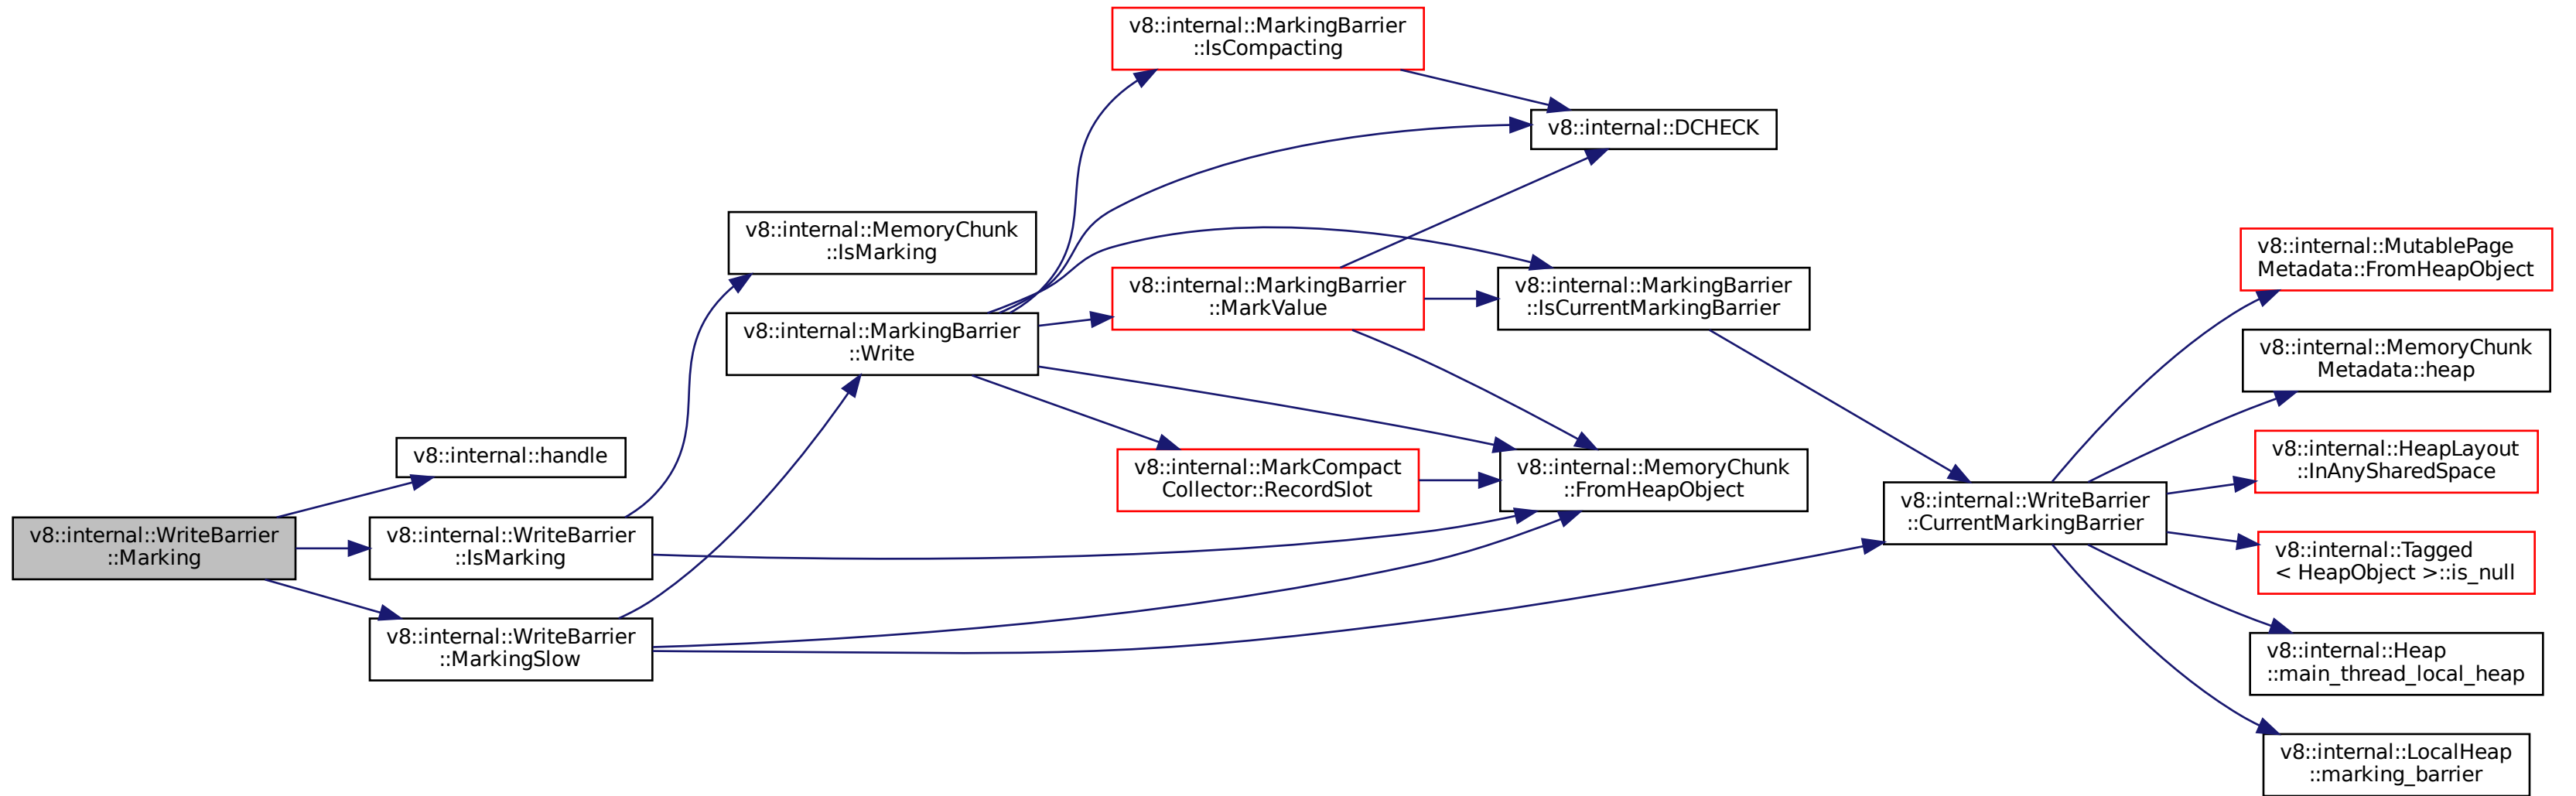 v8::internal::WriteBarrier
::Marking
v8::internal::handle
v8::internal::WriteBarrier
::IsMarking
v8::internal::WriteBarrier
::MarkingSlow
v8::internal::MemoryChunk
::IsMarking
v8::internal::MarkingBarrier
::Write
v8::internal::MarkingBarrier
::IsCompacting
v8::internal::MarkingBarrier
::MarkValue
v8::internal::MarkCompact
Collector::RecordSlot
v8::internal::DCHECK
v8::internal::MarkingBarrier
::IsCurrentMarkingBarrier
v8::internal::MemoryChunk
::FromHeapObject
v8::internal::WriteBarrier
::CurrentMarkingBarrier
v8::internal::MutablePage
Metadata::FromHeapObject
v8::internal::MemoryChunk
Metadata::heap
v8::internal::HeapLayout
::InAnySharedSpace
v8::internal::Tagged
< HeapObject >::is_null
v8::internal::Heap
::main_thread_local_heap
v8::internal::LocalHeap
::marking_barrier